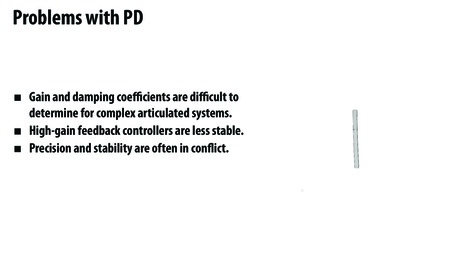 Problems with PD
■ Gain and damping coefficients are difficult to
determine for complex articulated systems.
■ High-gain feedback controllers are less stable.
■ Precision and stability are often in conflict.